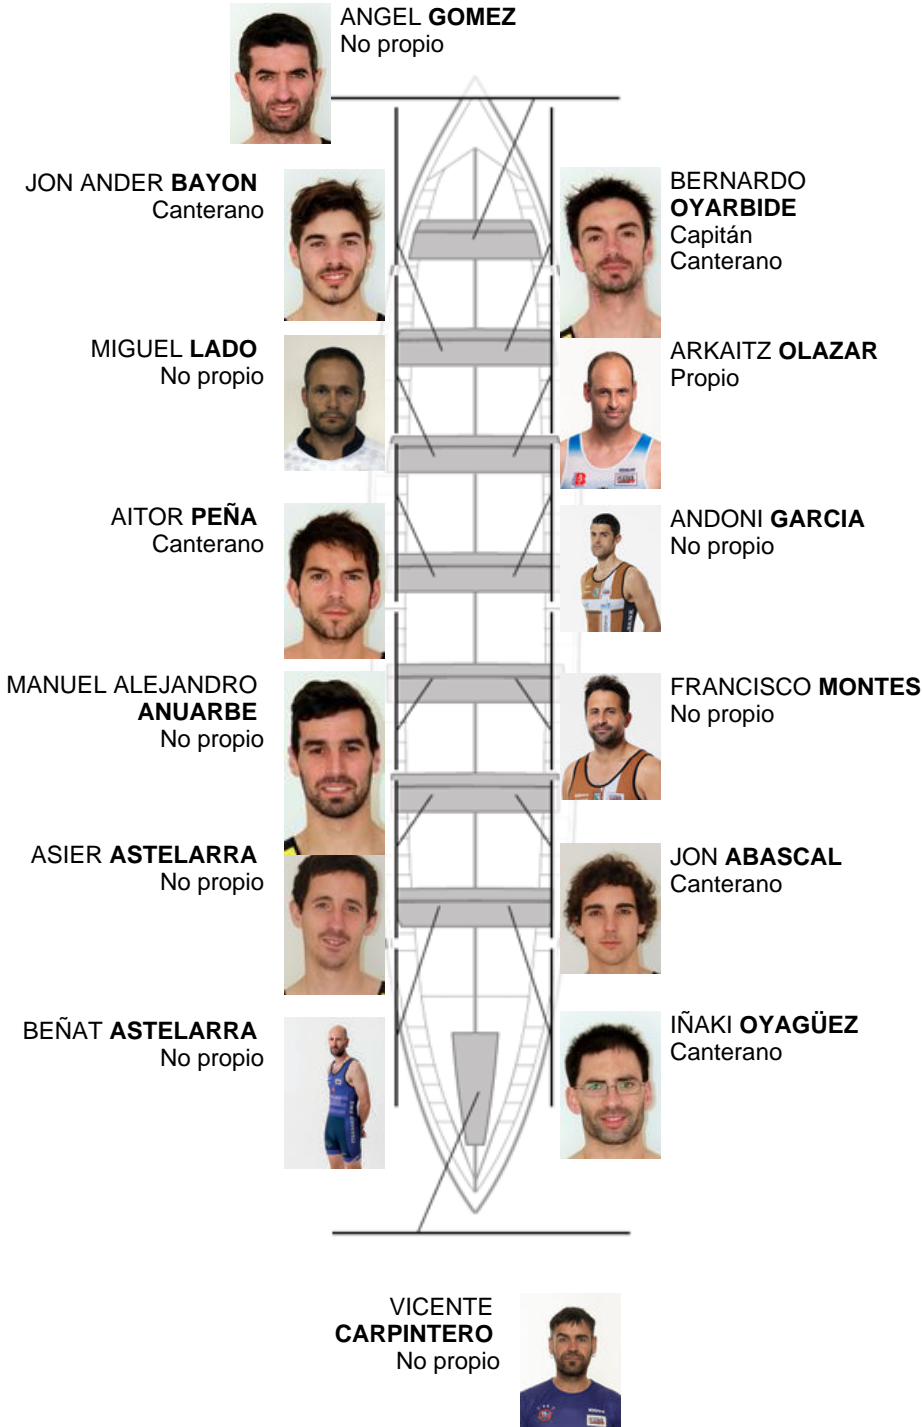 ANGEL GOMEZ
No propio
JON ANDER BAYON
Canterano
BERNARDO
OYARBIDE
Capitán
Canterano
MIGUEL LADO
No propio
ARKAITZ OLAZAR
Propio
AITOR PEÑA
Canterano
ANDONI GARCIA
No propio
MANUEL ALEJANDRO
ANUARBE
No propio
FRANCISCO MONTES
No propio
ASIER ASTELARRA
No propio
JON ABASCAL
Canterano
BEÑAT ASTELARRA
No propio
IÑAKI OYAGÜEZ
Canterano
VICENTE
CARPINTERO
No propio